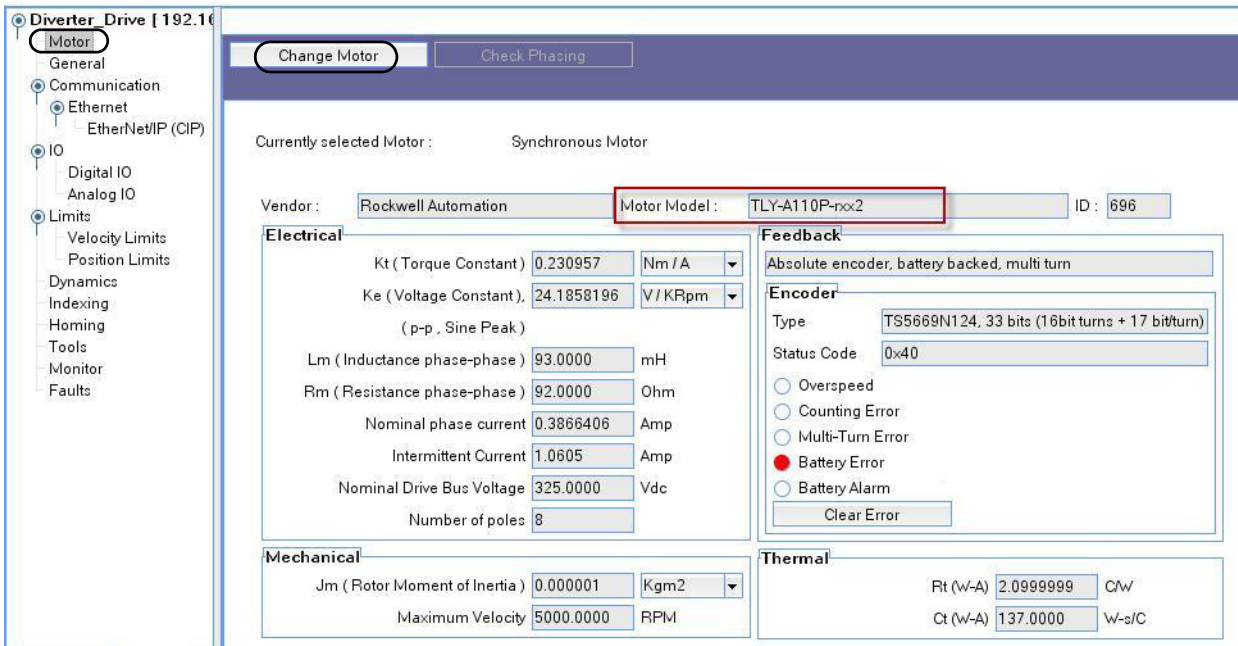 Diverter_Drive [ 192.16
Motor
General
Communication
Ethernet
EtherNet/IP (CIP)
IO
Digital IO
Analog IO
Limits
Velocity Limits
Position Limits
Dynamics
Indexing
Homing
Tools
Monitor
Faults
Change Motor
Check Phasing
Currently selected Motor : Synchronous Motor
Vendor : Rockwell Automation Motor Model : TLY-A110P-rxx2 ID : 696
Electrical
Kt ( Torque Constant ) 0.230957 Nm / A
Ke ( Voltage Constant ), 24.1858196 V / KRpm
( p-p , Sine Peak )
Lm ( Inductance phase-phase ) 93.0000 mH
Rm ( Resistance phase-phase ) 92.0000 Ohm
Nominal phase current 0.3866406 Amp
Intermittent Current 1.0605 Amp
Nominal Drive Bus Voltage 325.0000 Vdc
Number of poles 8
Feedback
Absolute encoder, battery backed, multi turn
Encoder
Type TS5669N124, 33 bits (16bit turns + 17 bit/turn)
Status Code 0x40
Overspeed
Counting Error
Multi-Turn Error
Battery Error
Battery Alarm
Clear Error
Mechanical
Jm ( Rotor Moment of Inertia ) 0.000001 Kgm2
Maximum Velocity 5000.0000 RPM
Thermal
Rt (W-A) 2.0999999 C/W
Ct (W-A) 137.0000 W-s/C